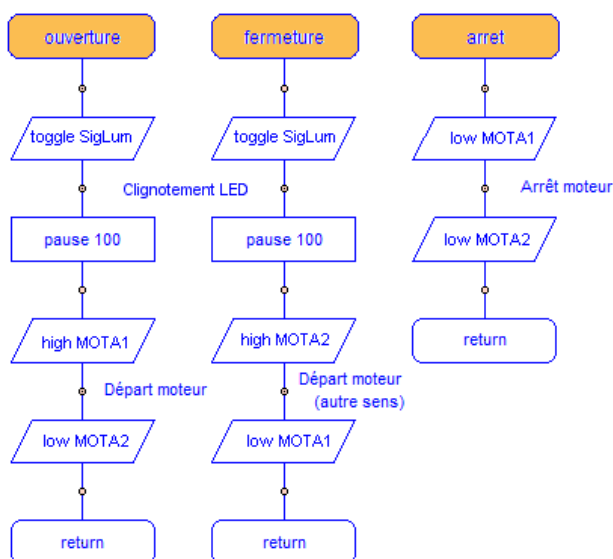 ouverture
toggle SigLum
Clignotement LED
pause 100
high MOTA1
Départ moteur
low MOTA2
return
fermeture
toggle SigLum
pause 100
high MOTA2
Départ moteur
(autre sens)
low MOTA1
return
arret
low MOTA1
Arrêt moteur
low MOTA2
return